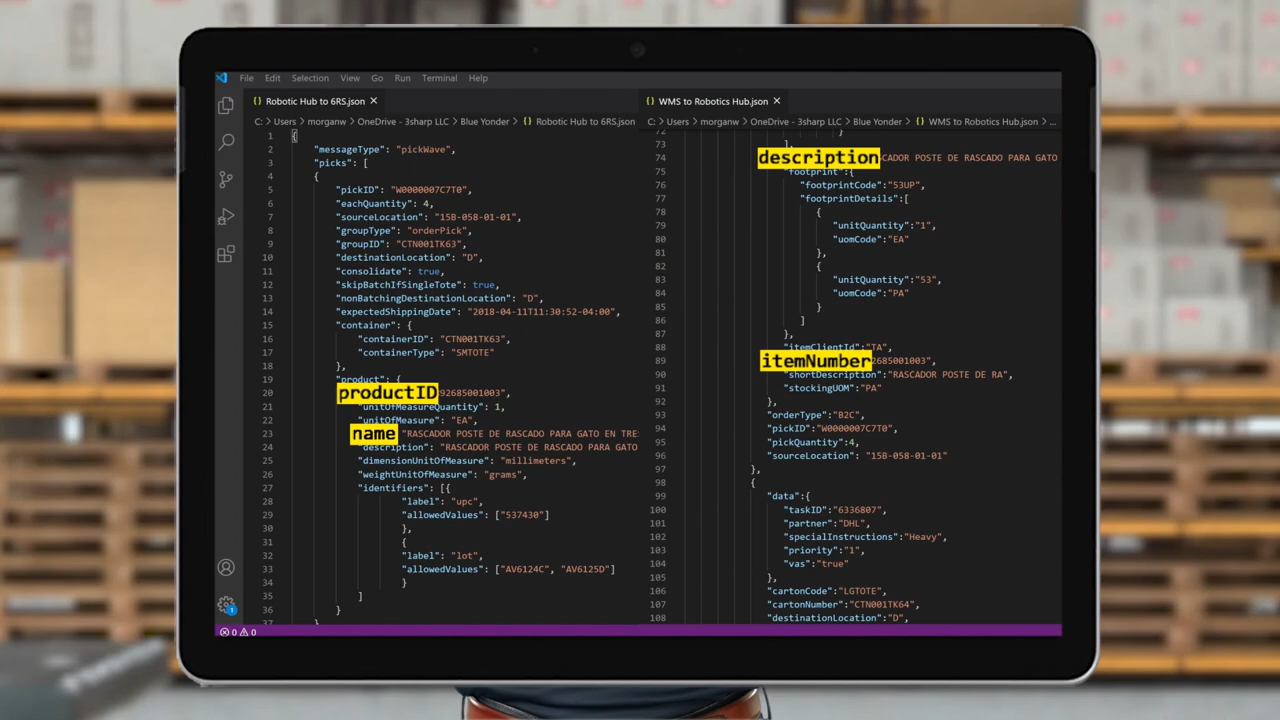 File Edit Selection View Go Run Terminal Help
{} Robotic Hub to 6RS.json ×
C: > Users > morganw > OneDrive - 3sharp LLC > Blue Yonder > {} Robotic Hub to 6RS.json
1 {
2 "messageType": "pickWave",
3 "picks": [
4 {
5 "pickID": "W0000007C7T0",
6 "eachQuantity": 4,
7 "sourceLocation": "15B-058-01-01",
8 "groupType": "orderPick",
9 "groupID": "CTN001TK63",
10 "destinationLocation": "D",
11 "consolidate": true,
12 "skipBatchIfSingleTote": true,
13 "nonBatchingDestinationLocation": "D",
14 "expectedShippingDate": "2018-04-11T11:30:52-04:00",
15 "container": {
16 "containerID": "CTN001TK63",
17 "containerType": "SMTOTE"
18 },
19 "product": {
20 productID 92685001003",
21 "unitOfMeasureQuantity": 1,
22 "unitOfMeasure": "EA",
23 name "RASCADOR POSTE DE RASCADO PARA GATO EN TRES
24 "description": "RASCADOR POSTE DE RASCADO PARA GATO
25 "dimensionUnitOfMeasure": "millimeters",
26 "weightUnitOfMeasure": "grams",
27 "identifiers": [{
28 "label": "upc",
29 "allowedValues": ["537430"]
30 },
31 {
32 "label": "lot",
33 "allowedValues": ["AV6124C", "AV6125D"]
34 }
35 ]
36 }
37 }
{} WMS to Robotics Hub.json ×
C: > Users > morganw > OneDrive - 3sharp LLC > Blue Yonder > {} WMS to Robotics Hub.json > ...
72 }
73 ],
74 description CADOR POSTE DE RASCADO PARA GATO
75 "footprint":{
76 "footprintCode":"53UP",
77 "footprintDetails":[
78 {
79 "unitQuantity":"1",
80 "uomCode":"EA"
81 },
82 {
83 "unitQuantity":"53",
84 "uomCode":"PA"
85 }
86 ]
87 },
88 "itemClientId":"TA",
89 itemNumber 2685001003",
90 "shortDescription":"RASCADOR POSTE DE RA",
91 "stockingUOM":"PA"
92 },
93 "orderType":"B2C"
94 "pickID":"W0000007C7T0",
95 "pickQuantity":4,
96 "sourceLocation": "15B-058-01-01"
97 },
98 {
99 "data":{
100 "taskID":"6336807",
101 "partner":"DHL",
102 "specialInstructions":"Heavy",
103 "priority":"1",
104 "vas":"true"
105 },
106 "cartonCode":"LGTOTE",
107 "cartonNumber":"CTN001TK64",
108 "destinationLocation":"D",
1
0 0